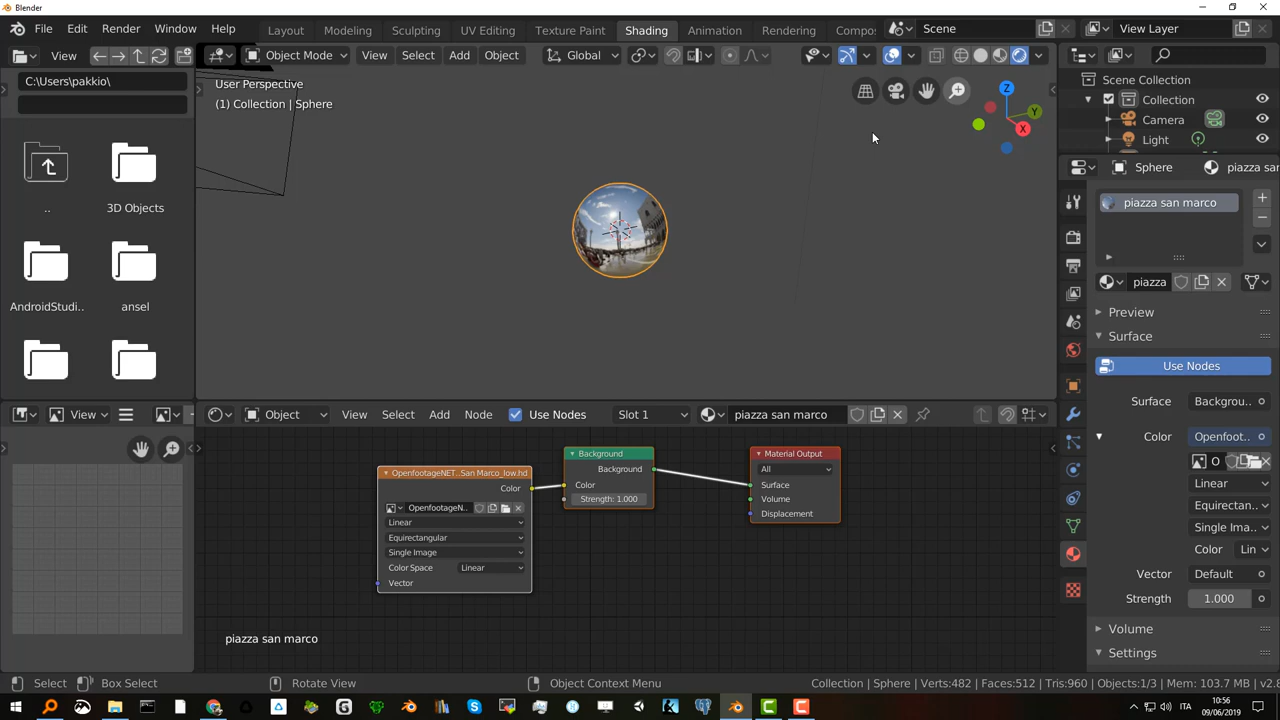 Blender
File Edit Render Window Help Layout Modeling Sculpting UV Editing Texture Paint Shading Animation Rendering Compos Scene View Layer
View Object Mode View Select Add Object Global
C:\Users\pakkio\
User Perspective
(1) Collection | Sphere
Z
Y
X
Scene Collection
Collection
Camera
Light
Sphere piazza sa
piazza san marco
.. 3D Objects
AndroidStudi.. ansel
piazza
Preview
Surface
Use Nodes
Surface Backgrou..
Color Openfoot..
O
Linear
Equirectan..
Single Ima..
Color Lin
Vector Default
Strength 1.000
Volume
Settings
View Object View Select Add Node Use Nodes Slot 1 piazza san marco
OpenfootageNET...San Marco_low.hd
Color
OpenfootageN..
Linear
Equirectangular
Single Image
Color Space Linear
Vector
Background
Background
Color
Strength: 1.000
Material Output
All
Surface
Volume
Displacement
piazza san marco
Select Box Select Rotate View Object Context Menu Collection | Sphere | Verts:482 | Faces:512 | Tris:960 | Objects:1/3 | Mem: 103.7 MB | v2.8
ITA 10:56
09/06/2019